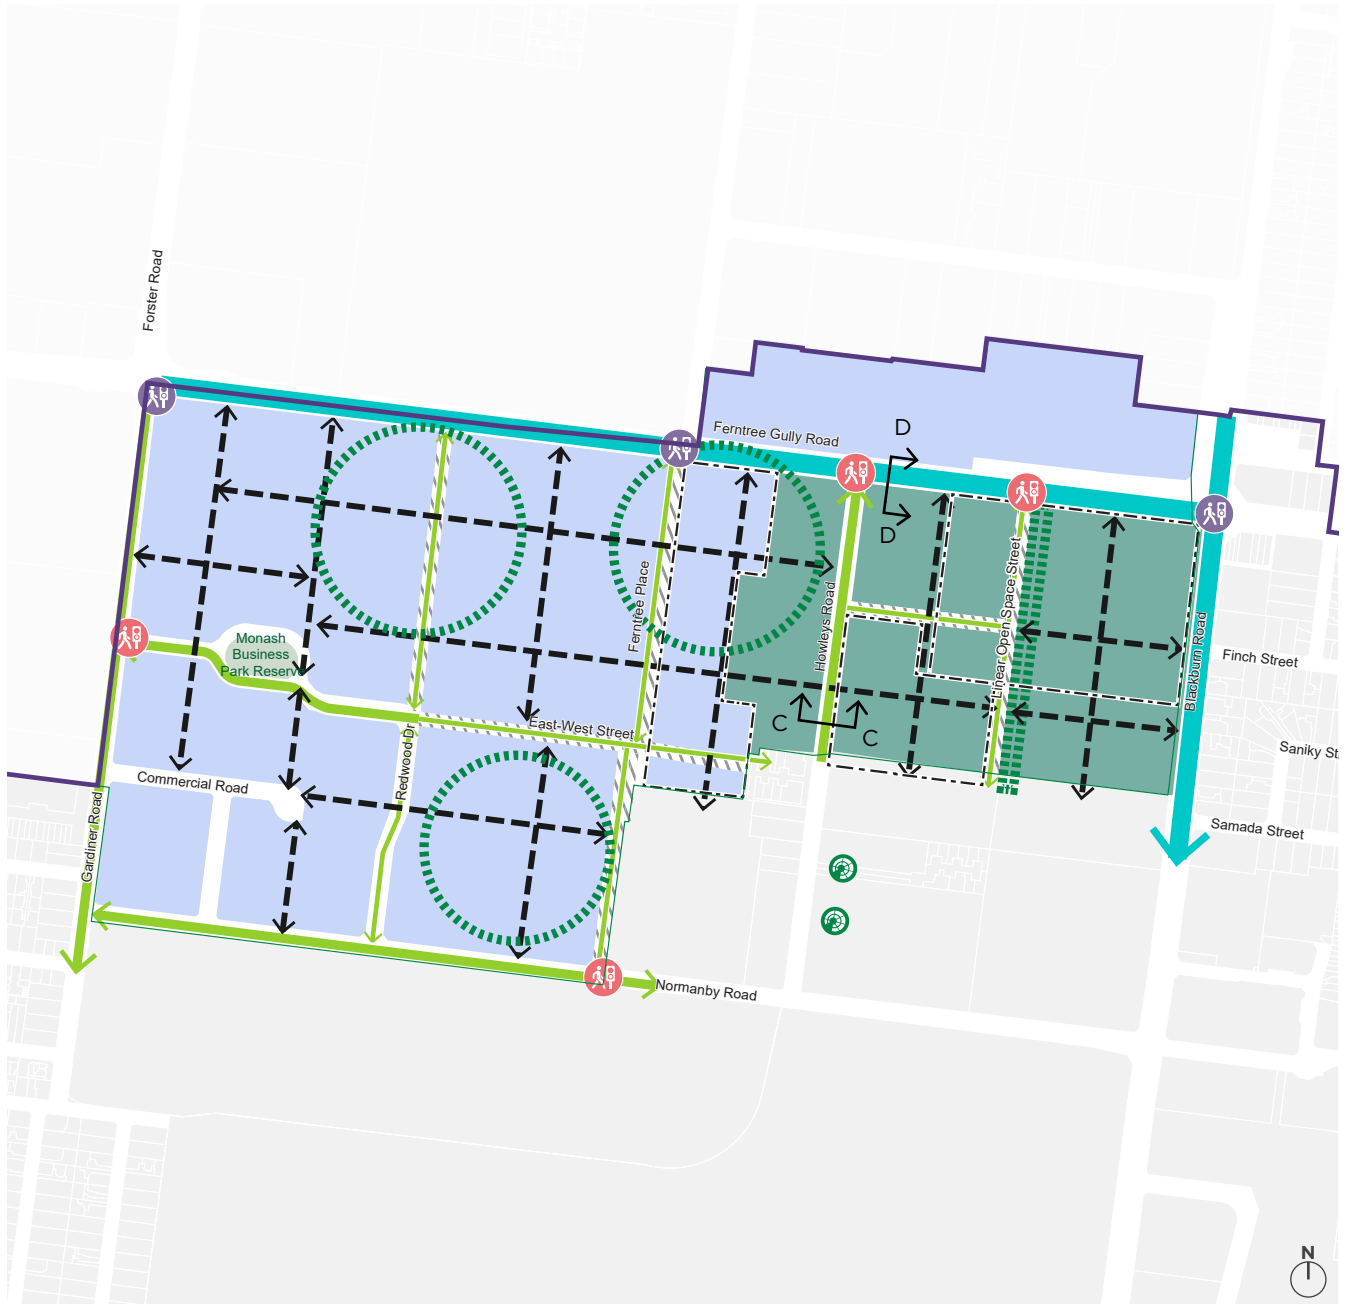 Forster Road
Ferntree Gully Road
D
D
Monash
Business
Park Reserve
Ferntree Place
Howleys Road
Linear Open Space Street
Blackburn Road
Finch Street
East-West Street
C
C
Redwood Dr
Saniky St
Commercial Road
Gardiner Road
Samada Street
Normanby Road
N